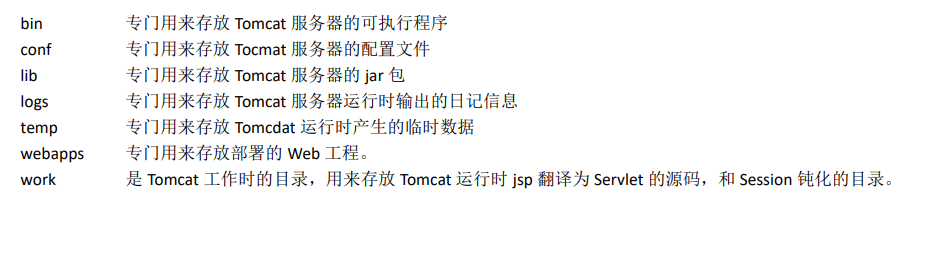 bin 专门用来存放 Tomcat 服务器的可执行程序
conf 专门用来存放 Tocmat 服务器的配置文件
lib 专门用来存放 Tomcat 服务器的 jar 包
logs 专门用来存放 Tomcat 服务器运行时输出的日记信息
temp 专门用来存放 Tomcdat 运行时产生的临时数据
webapps 专门用来存放部署的 Web 工程。
work 是 Tomcat 工作时的目录，用来存放 Tomcat 运行时 jsp 翻译为 Servlet 的源码，和 Session 钝化的目录。